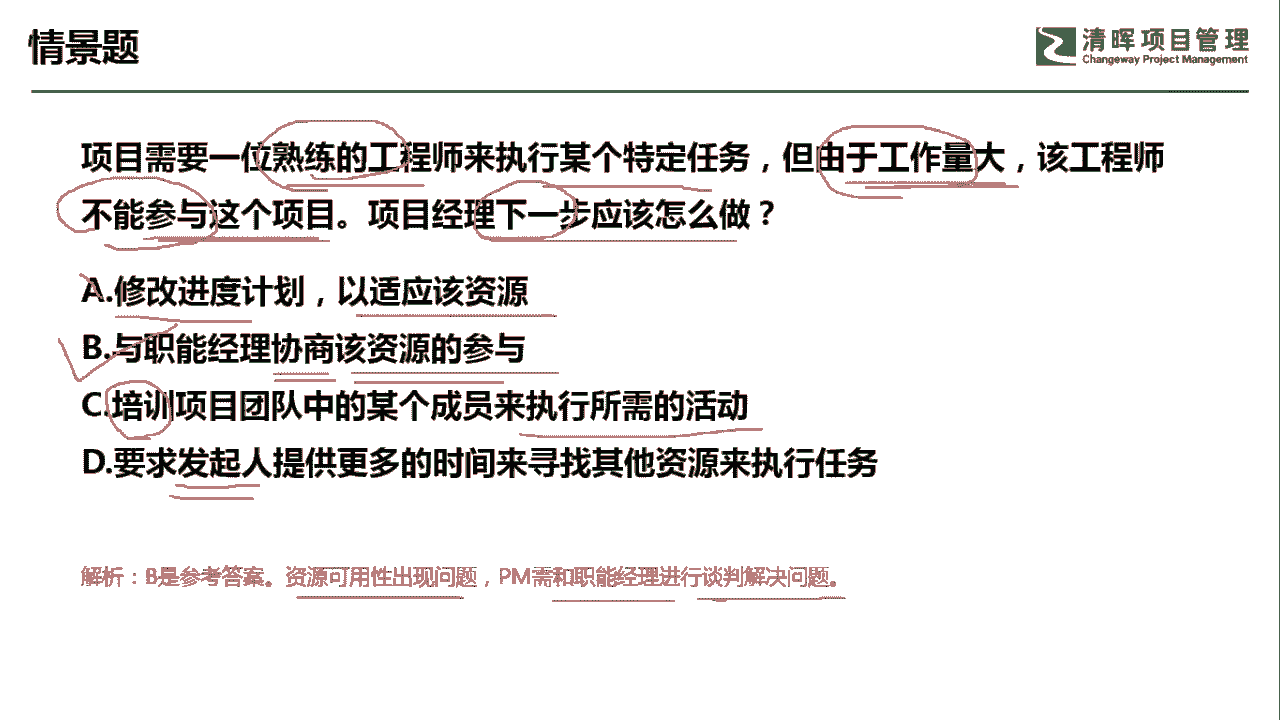 情景题
清晖项目管理
Changeway Project Management
项目需要一位熟练的工程师来执行某个特定任务，但由于工作量大，该工程师
不能参与这个项目。项目经理下一步应该怎么做？
A.修改进度计划，以适应该资源
B.与职能经理协商该资源的参与
C.培训项目团队中的某个成员来执行所需的活动
D.要求发起人提供更多的时间来寻找其他资源来执行任务
解析：B是参考答案。资源可用性出现问题，PM需和职能经理进行谈判解决问题。